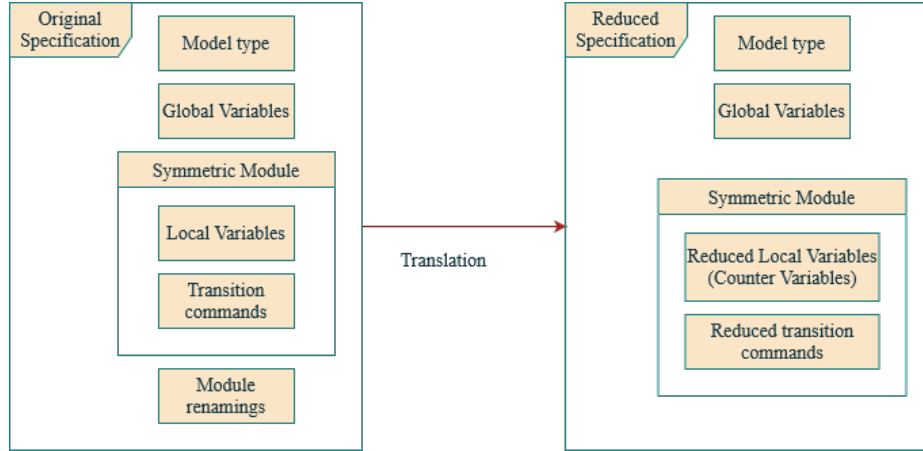 Original
Specification
Model type
Global Variables
Symmetric Module
Local Variables
Transition
commands
Module
renamings
Translation
Reduced
Specification
Model type
Global Variables
Symmetric Module
Reduced Local Variables
(Counter Variables)
Reduced transition
commands